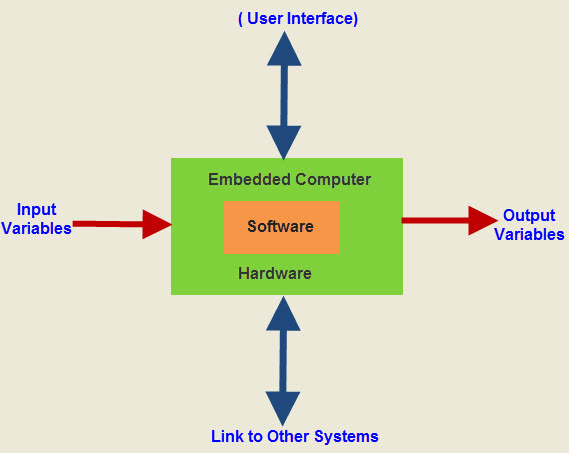 ( User Interface)
Embedded Computer
Input
Variables
Software
Output
Variables
Hardware
Link to Other Systems